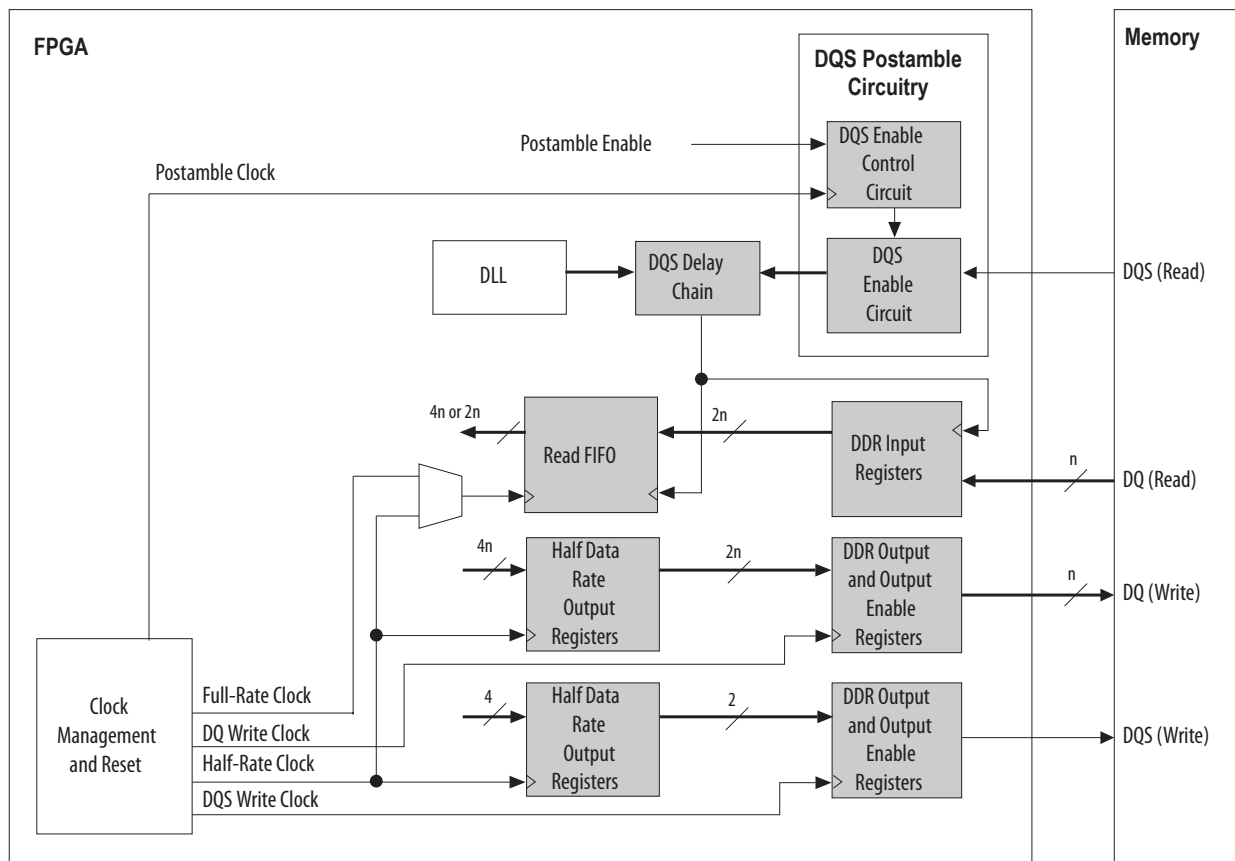 FPGA
Memory
DQS Postamble
Circuitry
Postamble Enable
DQS Enable
Control
Circuit
Postamble Clock
DLL
DQS Delay
Chain
DQS
Enable
Circuit
DQS (Read)
4n or 2n
Read FIFO
2n
DDR Input
Registers
n
DQ (Read)
4n
Half Data
Rate
Output
Registers
2n
DDR Output
and Output
Enable
Registers
n
DQ (Write)
Clock
Management
and Reset
Full-Rate Clock
DQ Write Clock
Half-Rate Clock
DQS Write Clock
4
Half Data
Rate
Output
Registers
2
DDR Output
and Output
Enable
Registers
DQS (Write)